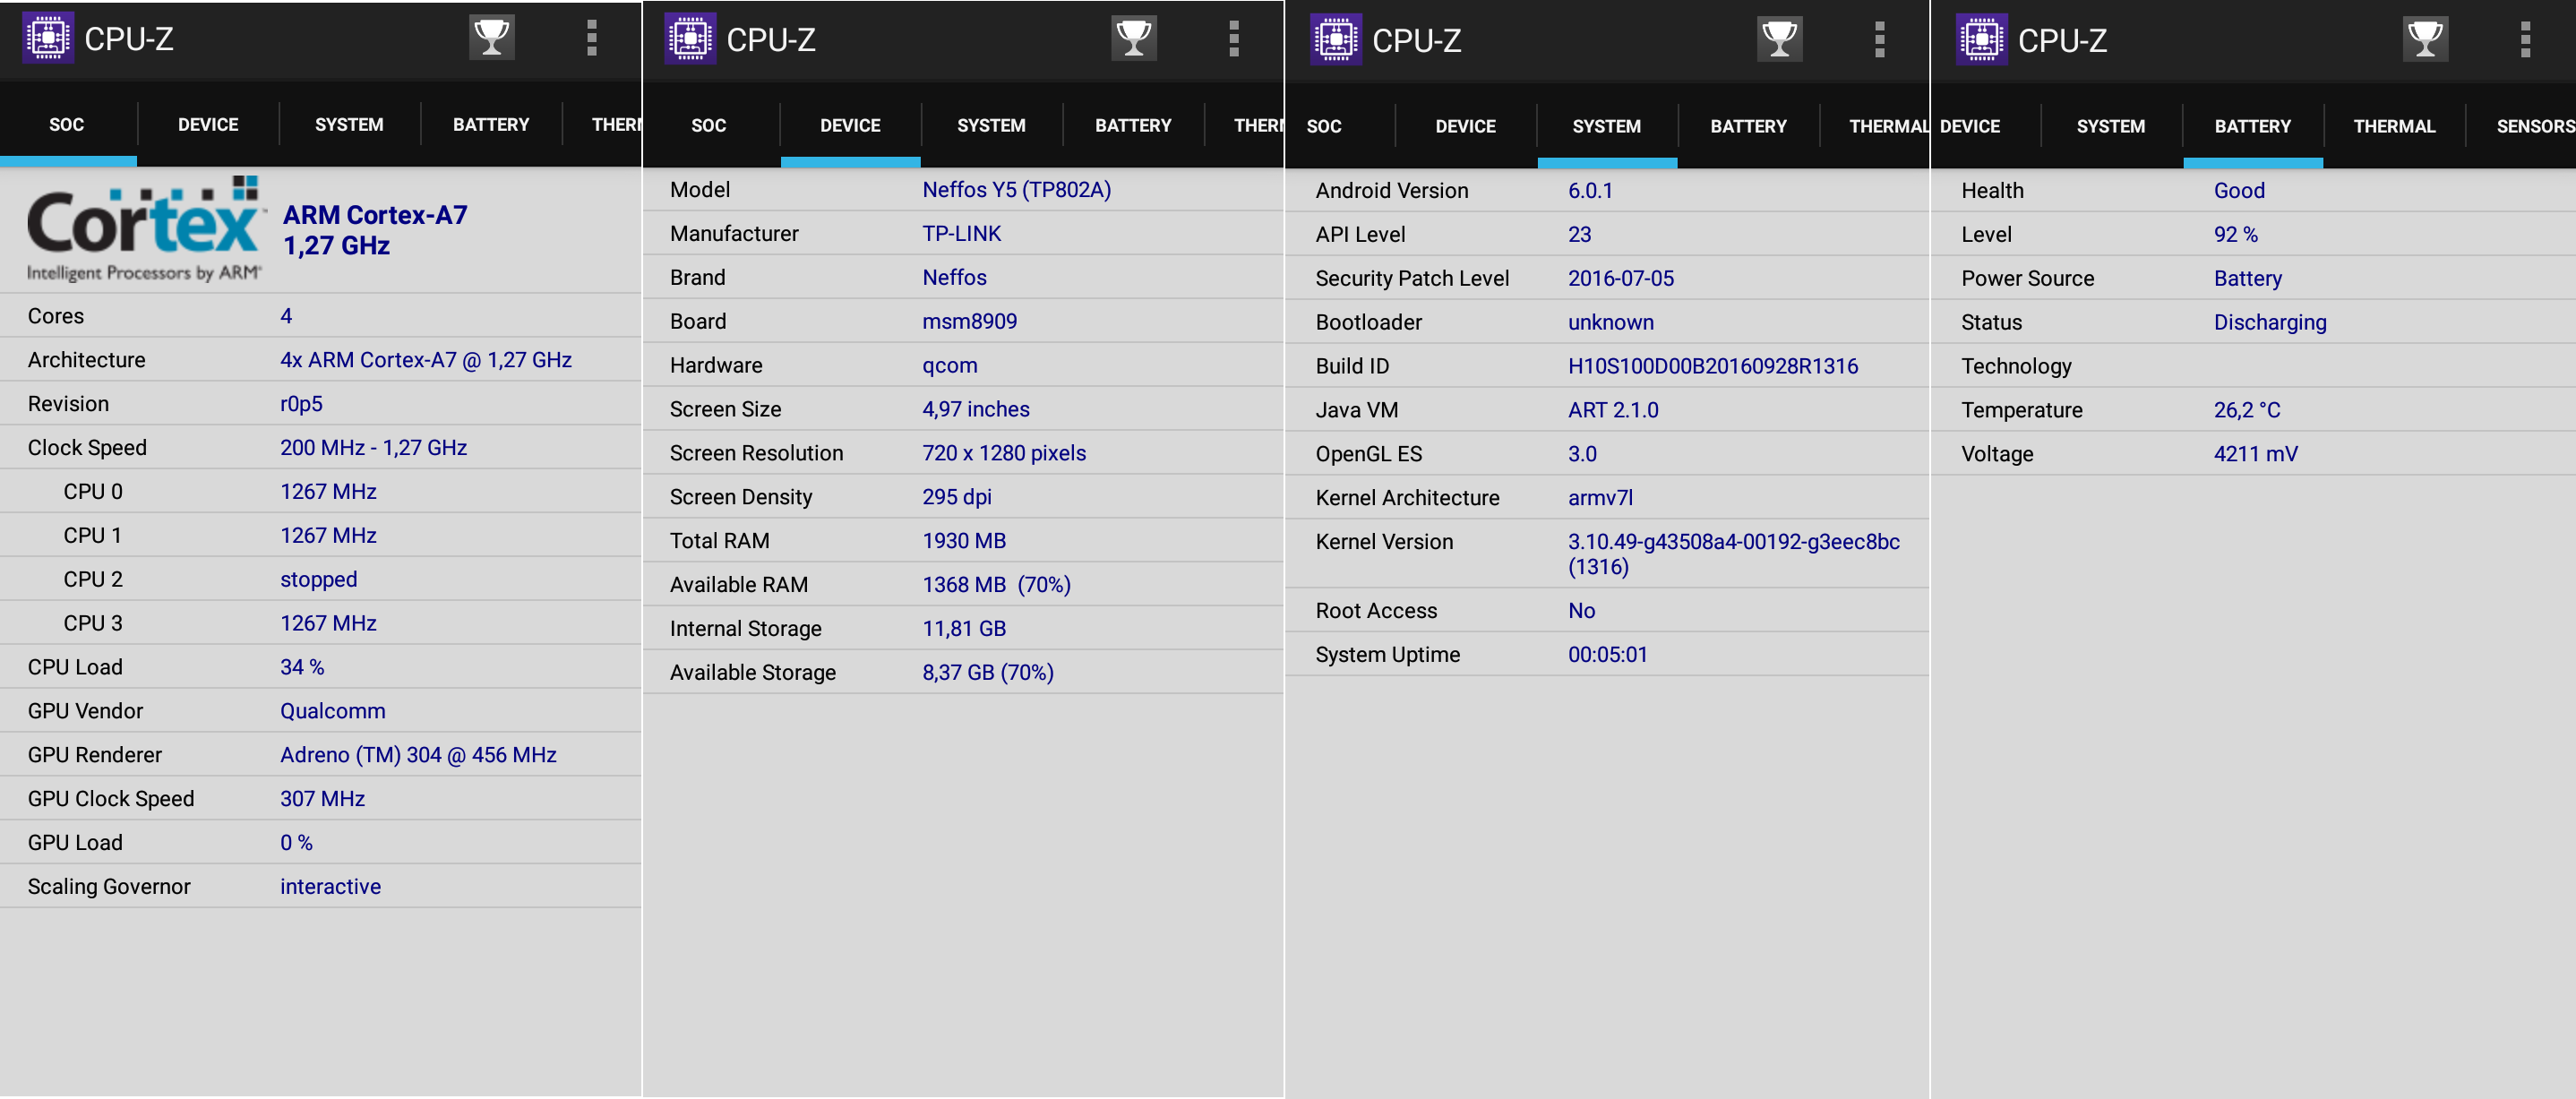 CPU-Z
SOC DEVICE SYSTEM BATTERY THERM
Cortex™
Intelligent Processors by ARM®
ARM Cortex-A7
1,27 GHz
Cores 4
Architecture 4x ARM Cortex-A7 @ 1,27 GHz
Revision r0p5
Clock Speed 200 MHz - 1,27 GHz
CPU 0 1267 MHz
CPU 1 1267 MHz
CPU 2 stopped
CPU 3 1267 MHz
CPU Load 34 %
GPU Vendor Qualcomm
GPU Renderer Adreno (TM) 304 @ 456 MHz
GPU Clock Speed 307 MHz
GPU Load 0 %
Scaling Governor interactive
CPU-Z
SOC DEVICE SYSTEM BATTERY THERM
Model Neffos Y5 (TP802A)
Manufacturer TP-LINK
Brand Neffos
Board msm8909
Hardware qcom
Screen Size 4,97 inches
Screen Resolution 720 x 1280 pixels
Screen Density 295 dpi
Total RAM 1930 MB
Available RAM 1368 MB (70%)
Internal Storage 11,81 GB
Available Storage 8,37 GB (70%)
CPU-Z
SOC DEVICE SYSTEM BATTERY THERMAL
Android Version 6.0.1
API Level 23
Security Patch Level 2016-07-05
Bootloader unknown
Build ID H10S100D00B20160928R1316
Java VM ART 2.1.0
OpenGL ES 3.0
Kernel Architecture armv7l
Kernel Version 3.10.49-g43508a4-00192-g3eec8bc
(1316)
Root Access No
System Uptime 00:05:01
CPU-Z
DEVICE SYSTEM BATTERY THERMAL SENSORS
Health Good
Level 92 %
Power Source Battery
Status Discharging
Technology
Temperature 26,2 °C
Voltage 4211 mV